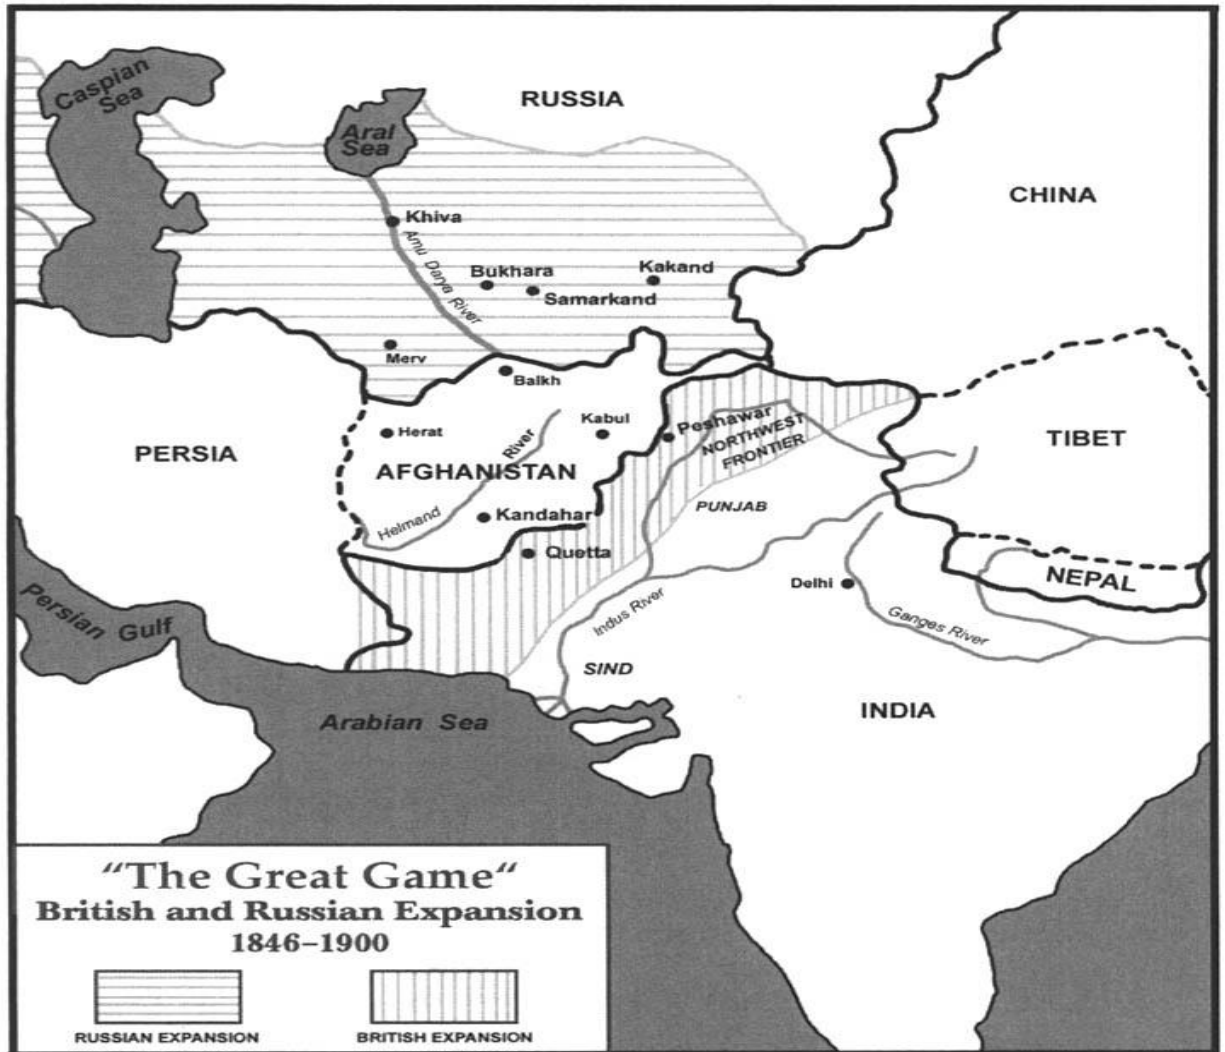 Caspian
Sea
RUSSIA
Aral
Sea
CHINA
Khiva
Amu Darya River
Bukhara
Kakand
Samarkand
Merv
Balkh
Herat
Kabul
Peshawar
NORTHWEST
FRONTIER
PERSIA
River
AFGHANISTAN
TIBET
Helmand
Kandahar
PUNJAB
Quetta
Delhi
NEPAL
Persian Gulf
Indus River
Ganges River
SIND
INDIA
Arabian Sea
"The Great Game"
British and Russian Expansion
1846–1900
RUSSIAN EXPANSION
BRITISH EXPANSION